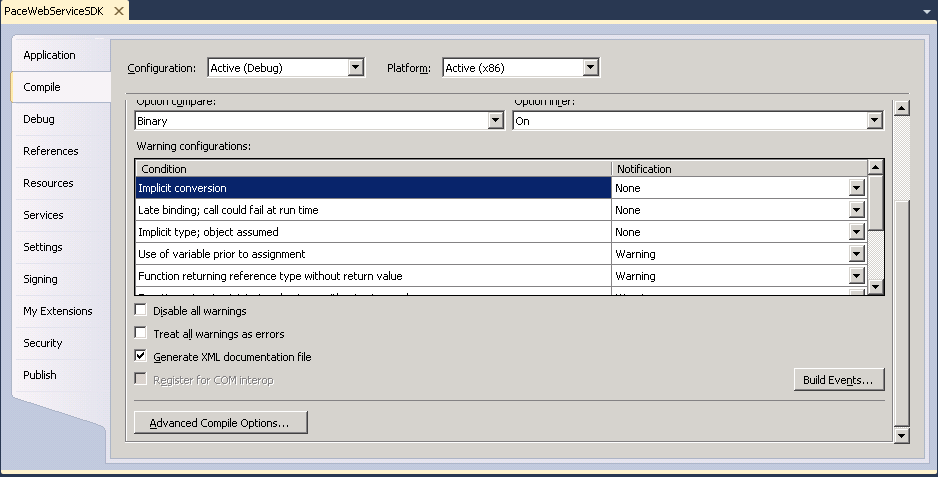 PaceWebServiceSDK
Application
Compile
Debug
References
Resources
Services
Settings
Signing
My Extensions
Security
Publish
Configuration: Active (Debug) Platform: Active (x86)
Option compare: Option infer:
Binary On
Warning configurations:
Condition Notification
Implicit conversion None
Late binding; call could fail at run time None
Implicit type; object assumed None
Use of variable prior to assignment Warning
Function returning reference type without return value Warning
Disable all warnings
Treat all warnings as errors
Generate XML documentation file
Register for COM interop
Build Events...
Advanced Compile Options...